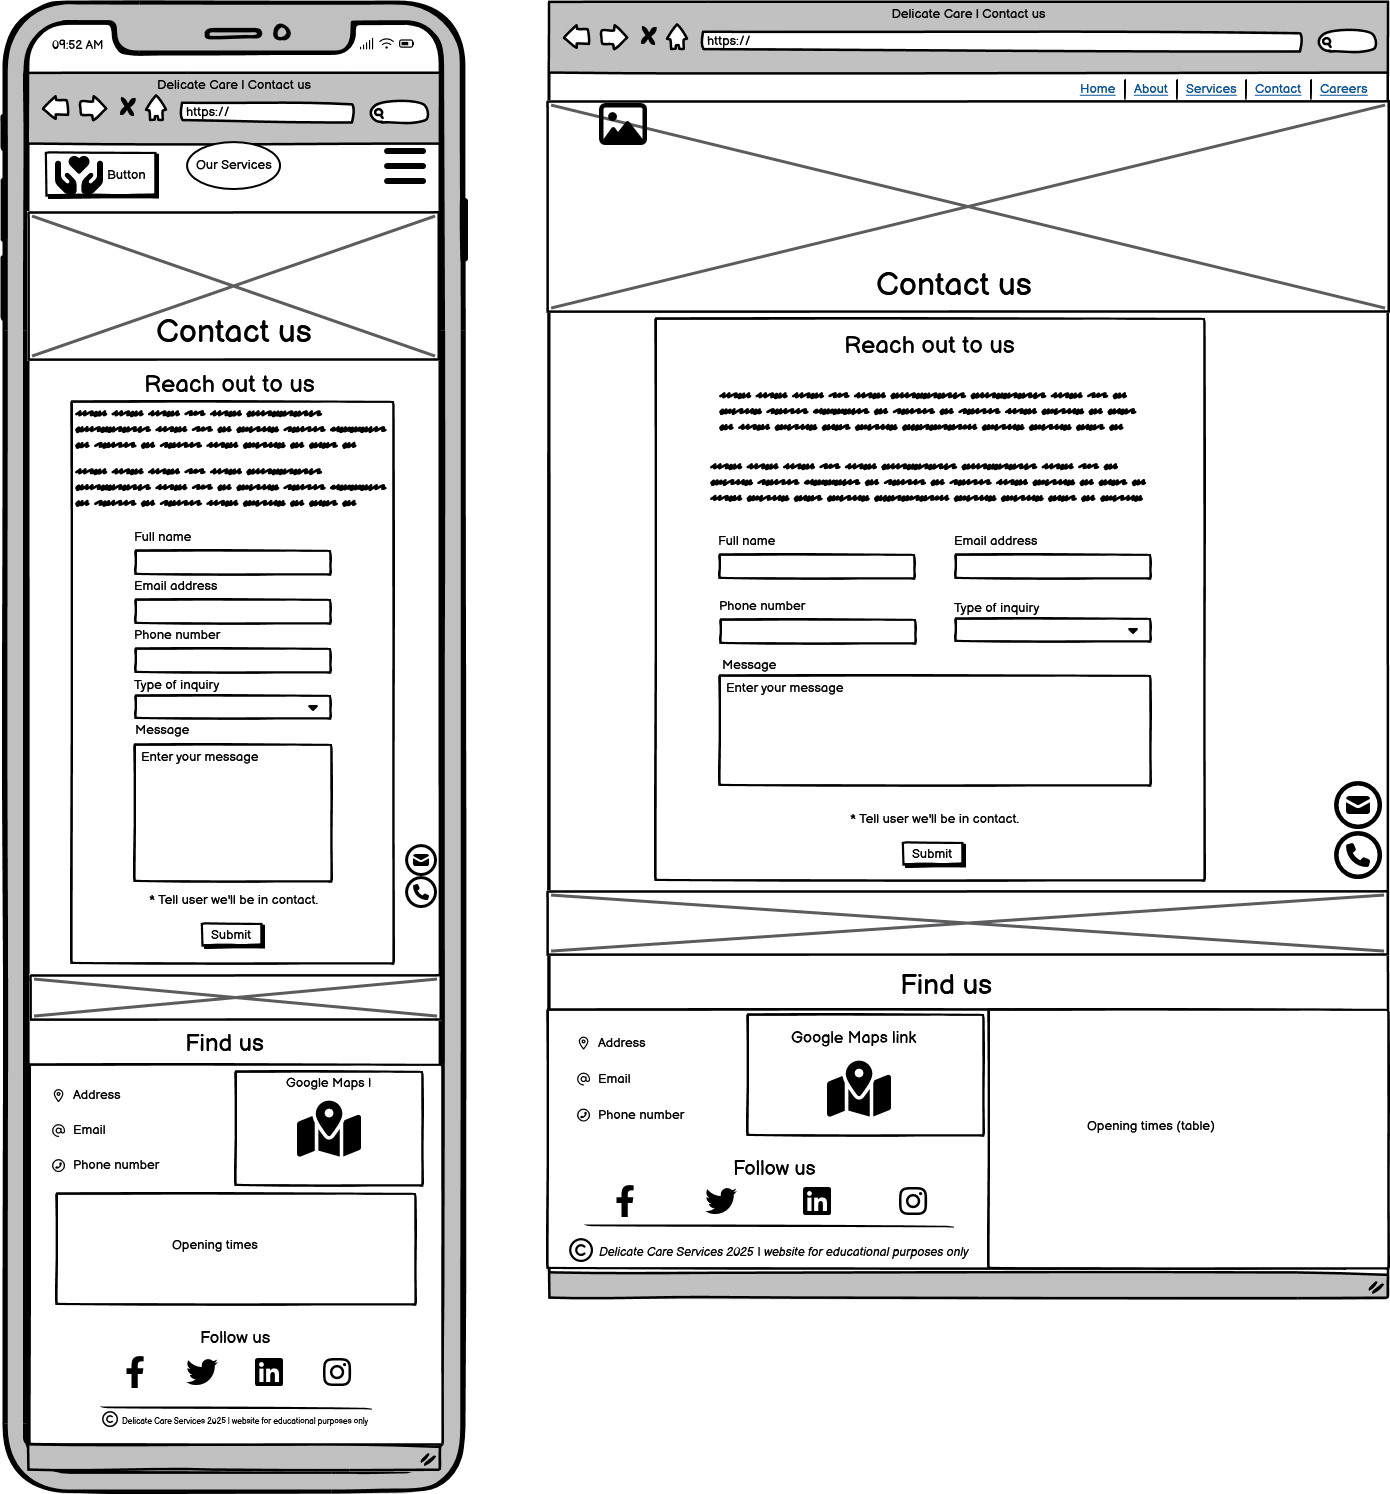 09:52 AM
Delicate Care | Contact us
https://
Button
Our Services
Contact us
Reach out to us
Full name
Email address
Phone number
Type of inquiry
Message
Enter your message
* Tell user we'll be in contact.
Submit
Find us
Address
Email
Phone number
Google Maps l
Opening times
Follow us
© Delicate Care Services 2025 | website for educational purposes only
Delicate Care | Contact us
https://
Home | About | Services | Contact | Careers
Contact us
Reach out to us
Full name
Email address
Phone number
Type of inquiry
Message
Enter your message
* Tell user we'll be in contact.
Submit
Find us
Address
Email
Phone number
Google Maps link
Opening times (table)
Follow us
© Delicate Care Services 2025 | website for educational purposes only